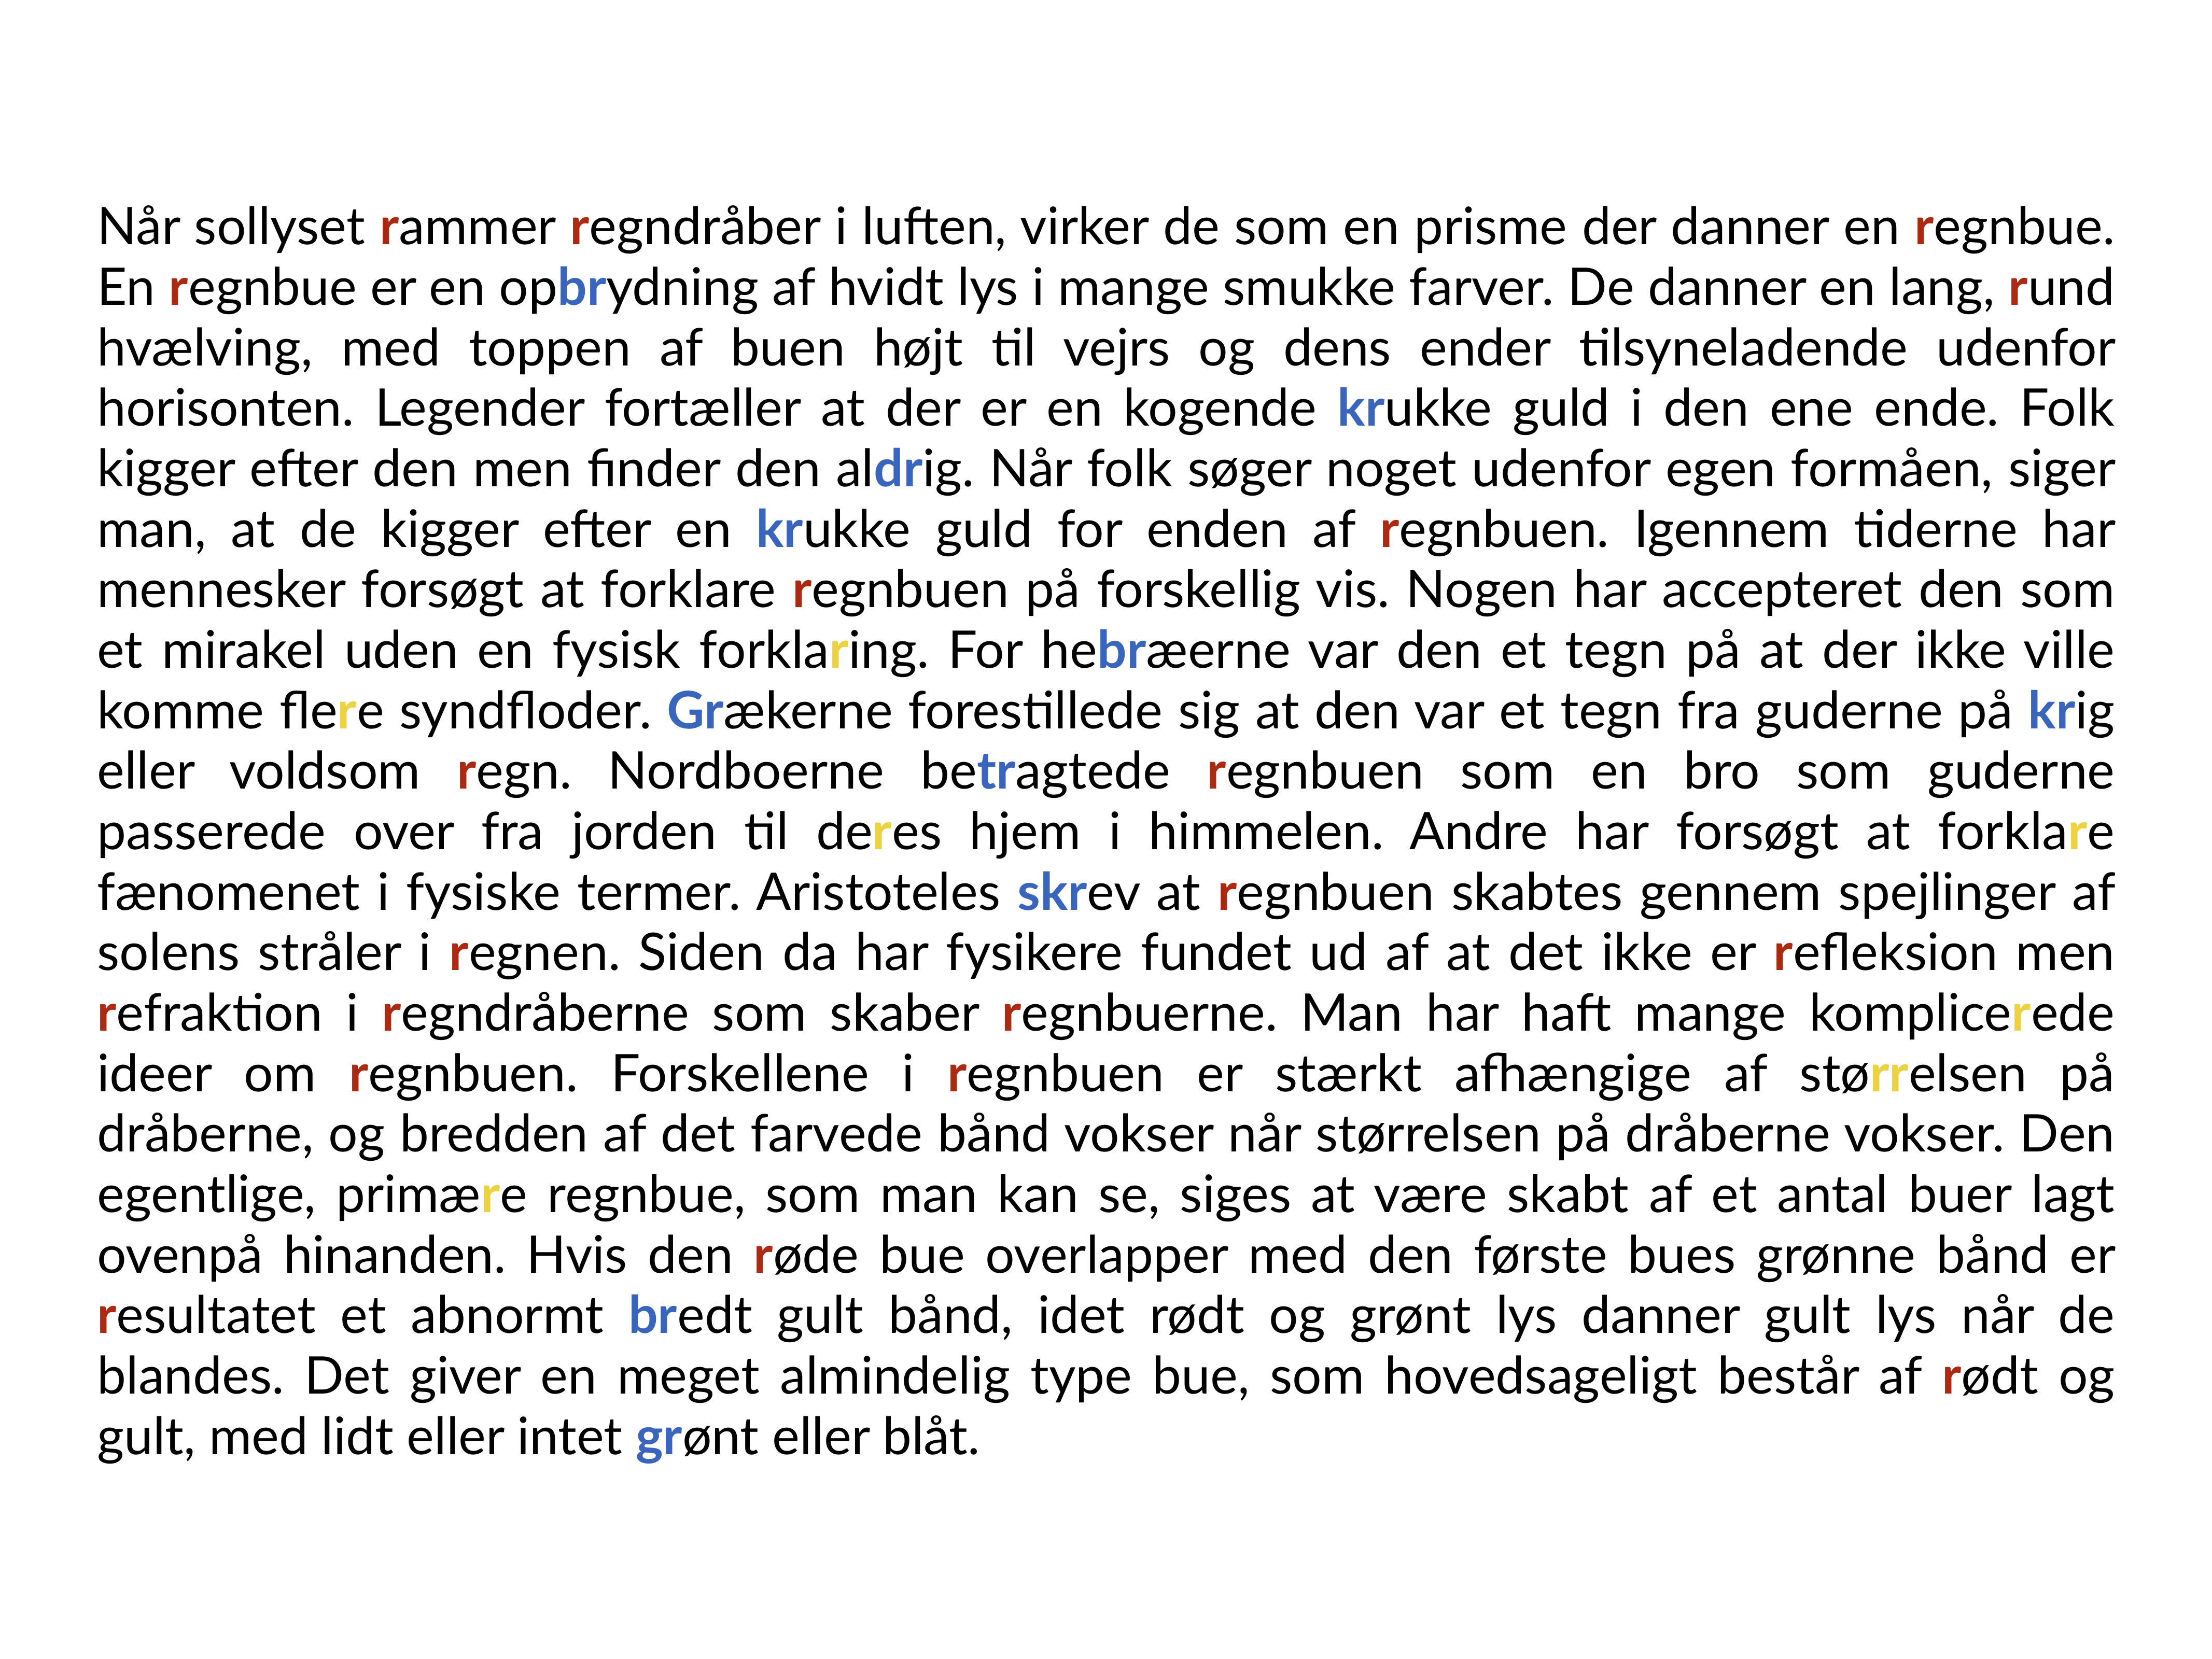 Når sollyset rammer regndråber i luften, virker de som en prisme der danner en regnbue.
En regnbue er en opbrydning af hvidt lys i mange smukke farver. De danner en lang, rund
hvælving, med toppen af buen højt til vejrs og dens ender tilsyneladende udenfor
horisonten. Legender fortæller at der er en kogende krukke guld i den ene ende. Folk
kigger efter den men finder den aldrig. Når folk søger noget udenfor egen formåen, siger
man, at de kigger efter en krukke guld for enden af regnbuen. Igennem tiderne har
mennesker forsøgt at forklare regnbuen på forskellig vis. Nogen har accepteret den som
et mirakel uden en fysisk forklaring. For hebræerne var den et tegn på at der ikke ville
komme flere syndfloder. Grækerne forestillede sig at den var et tegn fra guderne på krig
eller voldsom regn. Nordboerne betragtede regnbuen som en bro som guderne
passerede over fra jorden til deres hjem i himmelen. Andre har forsøgt at forklare
fænomenet i fysiske termer. Aristoteles skrev at regnbuen skabtes gennem spejlinger af
solens stråler i regnen. Siden da har fysikere fundet ud af at det ikke er refleksion men
refraktion i regndråberne som skaber regnbuerne. Man har haft mange komplicerede
ideer om regnbuen. Forskellene i regnbuen er stærkt afhængige af størrelsen på
dråberne, og bredden af det farvede bånd vokser når størrelsen på dråberne vokser. Den
egentlige, primære regnbue, som man kan se, siges at være skabt af et antal buer lagt
ovenpå hinanden. Hvis den røde bue overlapper med den første bues grønne bånd er
resultatet et abnormt bredt gult bånd, idet rødt og grønt lys danner gult lys når de
blandes. Det giver en meget almindelig type bue, som hovedsageligt består af rødt og
gult, med lidt eller intet grønt eller blåt.